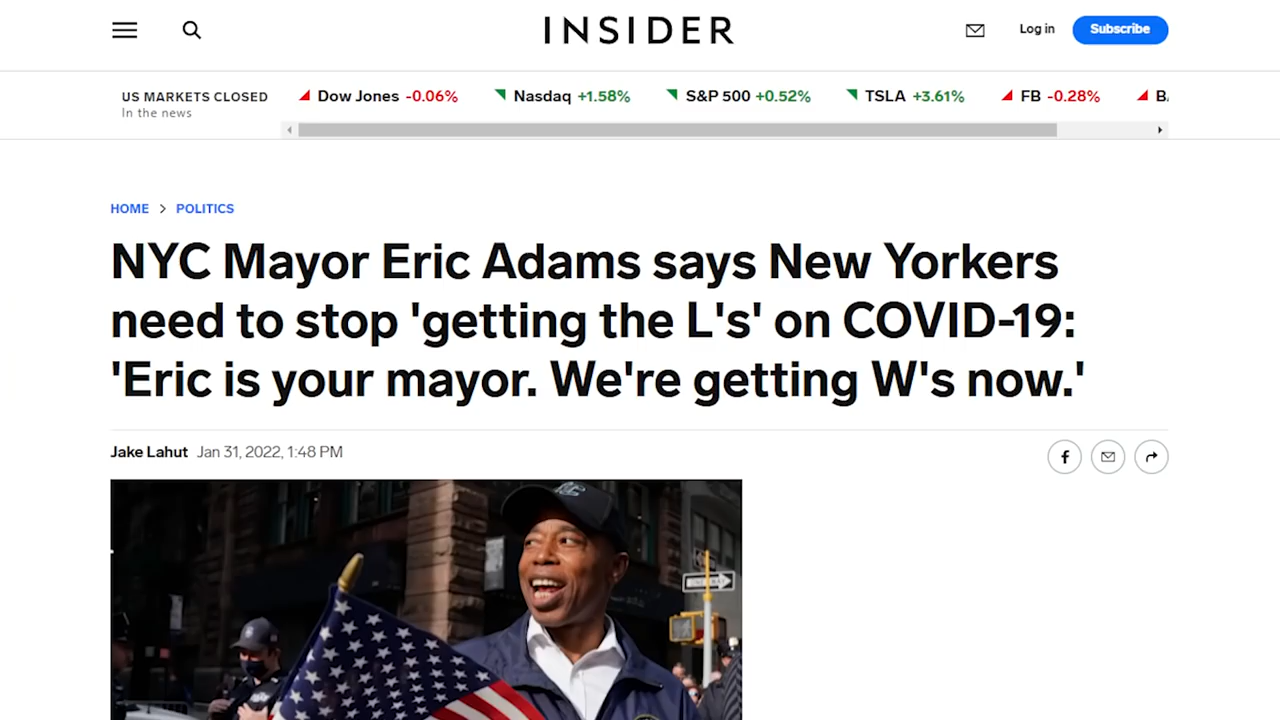 INSIDER
Log in
Subscribe
US MARKETS CLOSED
In the news
Dow Jones -0.06%
Nasdaq +1.58%
S&P 500 +0.52%
TSLA +3.61%
FB -0.28%
HOME > POLITICS
NYC Mayor Eric Adams says New Yorkers
need to stop 'getting the L's' on COVID-19:
'Eric is your mayor. We're getting W's now.'
Jake Lahut Jan 31, 2022, 1:48 PM